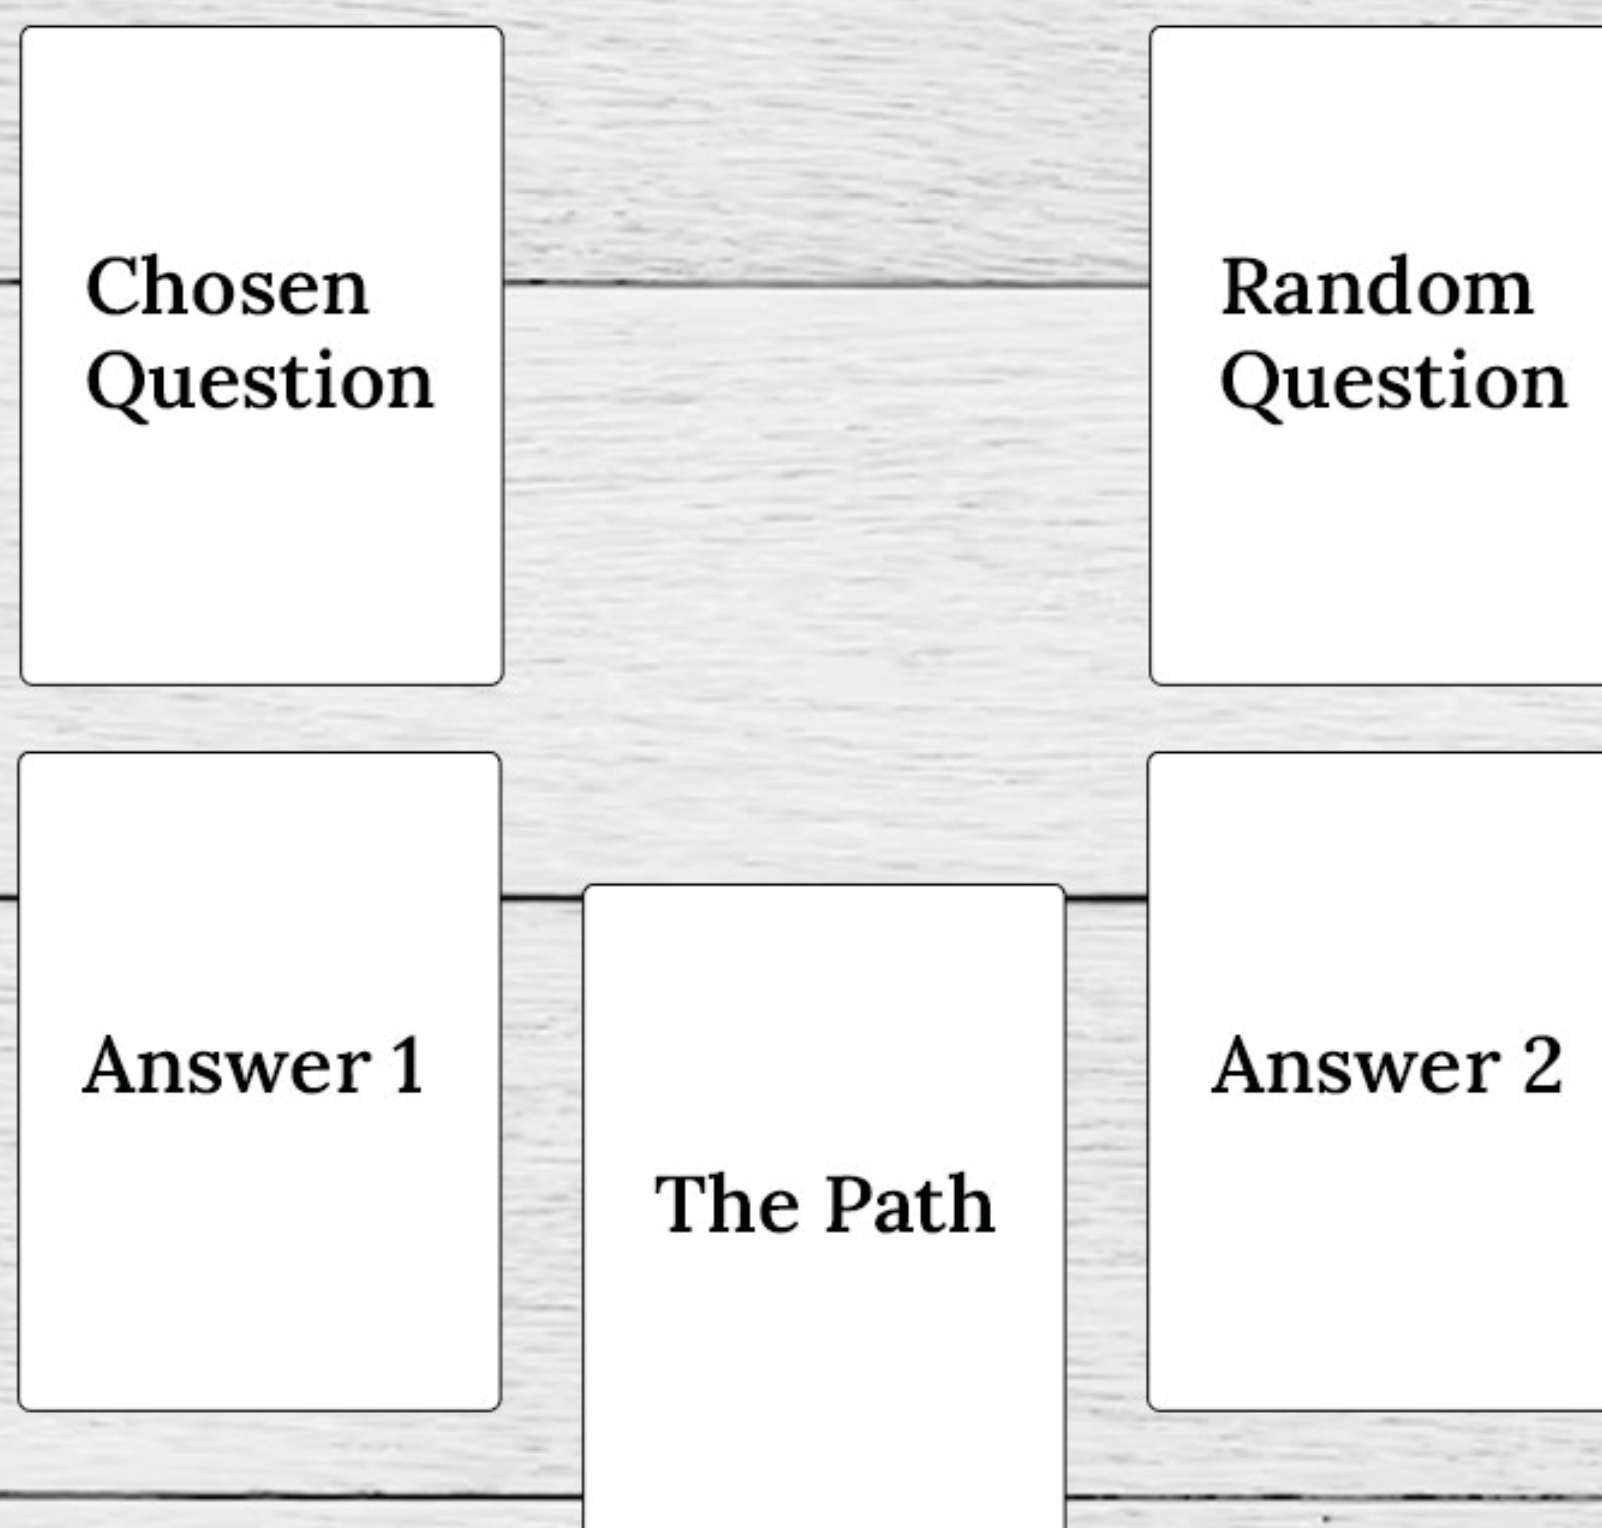 Chosen
Question
Random
Question
Answer 1
Answer 2
The Path